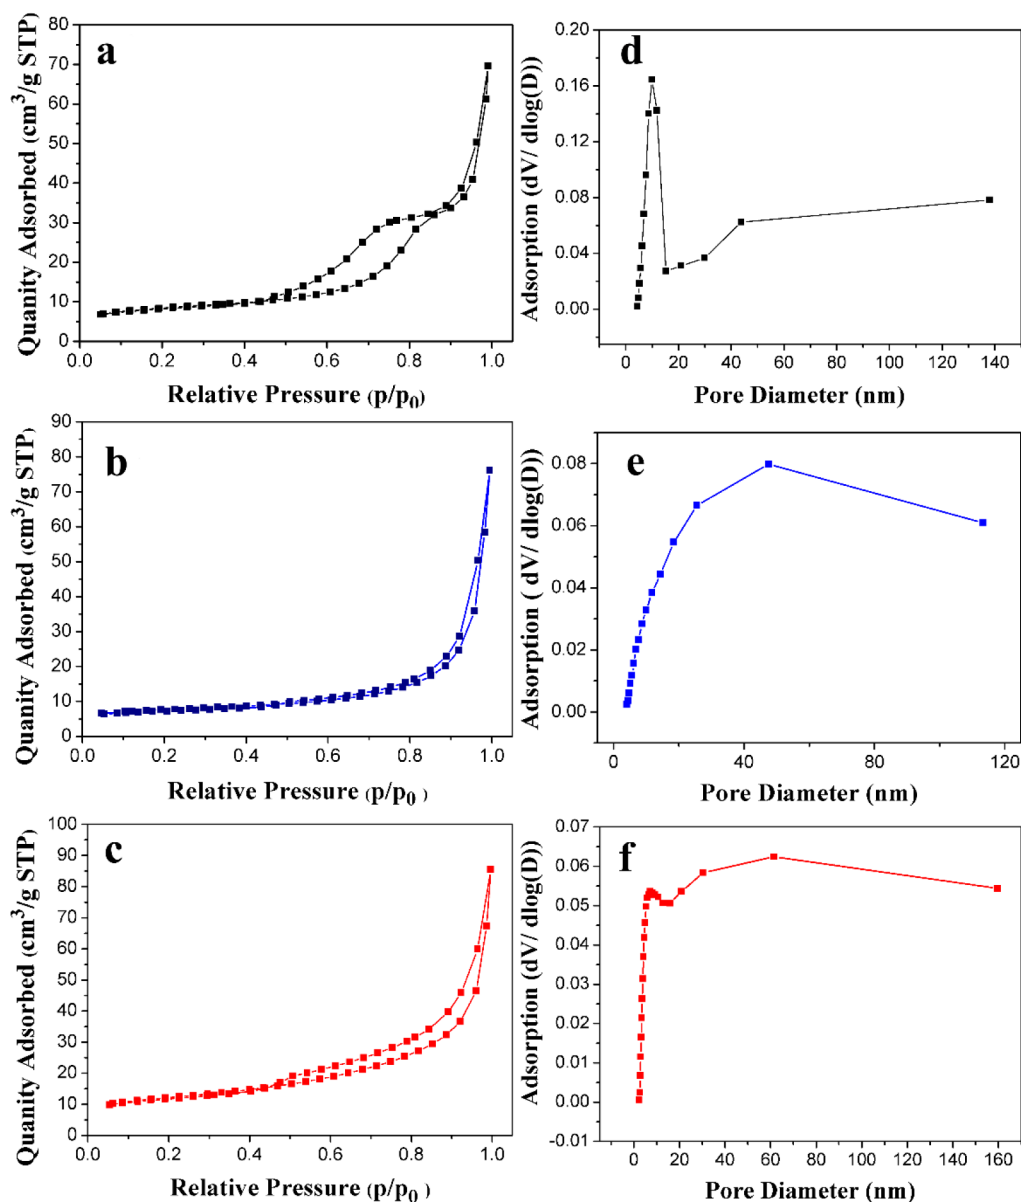 a
Quanity Adsorbed (cm³/g STP)
80
70
60
50
40
30
20
10
0
0.0 0.2 0.4 0.6 0.8 1.0
Relative Pressure (p/p₀)
d
Adsorption (dV/ dlog(D))
0.20
0.16
0.12
0.08
0.04
0.00
0 20 40 60 80 100 120 140
Pore Diameter (nm)
b
Quanity Adsorbed (cm³/g STP)
90
80
70
60
50
40
30
20
10
0
0.0 0.2 0.4 0.6 0.8 1.0
Relative Pressure (p/p₀ )
e
Adsorption ( dV/ dlog(D))
0.08
0.06
0.04
0.02
0.00
0 40 80 120
Pore Diameter (nm)
c
Quanity Adsorbed (cm³/g STP)
100
90
80
70
60
50
40
30
20
10
0
0.0 0.2 0.4 0.6 0.8 1.0
Relative Pressure (p/p₀ )
f
Adsorption (dV/ dlog(D))
0.07
0.06
0.05
0.04
0.03
0.02
0.01
0.00
-0.01
0 20 40 60 80 100 120 140 160
Pore Diameter (nm)